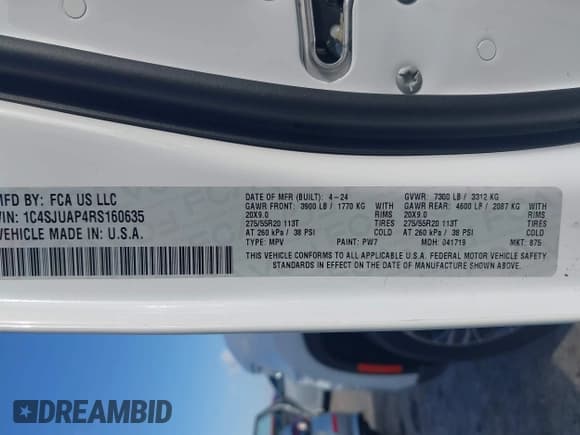 MFD BY: FCA US LLC
VIN: 1C4SJUAP4RS160635
VEHICLE MADE IN: U.S.A.
DATE OF MFR (BUILT): 4-24
GAWR FRONT: 3900 LB / 1770 KG WITH
20X9.0 RIMS
275/55R20 113T TIRES
AT 260 kPa / 38 PSI COLD
TYPE: MPV PAINT: PW7
GVWR: 7300 LB / 3312 KG
GAWR REAR: 4600 LB / 2087 KG WITH
20X9.0 RIMS
275/55R20 113T TIRES
AT 260 kPa / 38 PSI COLD
MDH: 041719 MKT: 875
THIS VEHICLE CONFORMS TO ALL APPLICABLE U.S.A. FEDERAL MOTOR VEHICLE SAFETY
STANDARDS IN EFFECT ON THE DATE OF MANUFACTURE SHOWN ABOVE.
DREAMBID